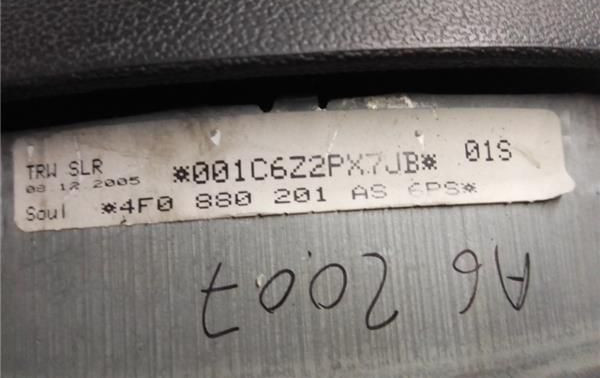 TRW SLR
08.12.2005
*001C6Z2PX7JB* 01S
Soul *4F0 880 201 AS 6PS*
A6 2007